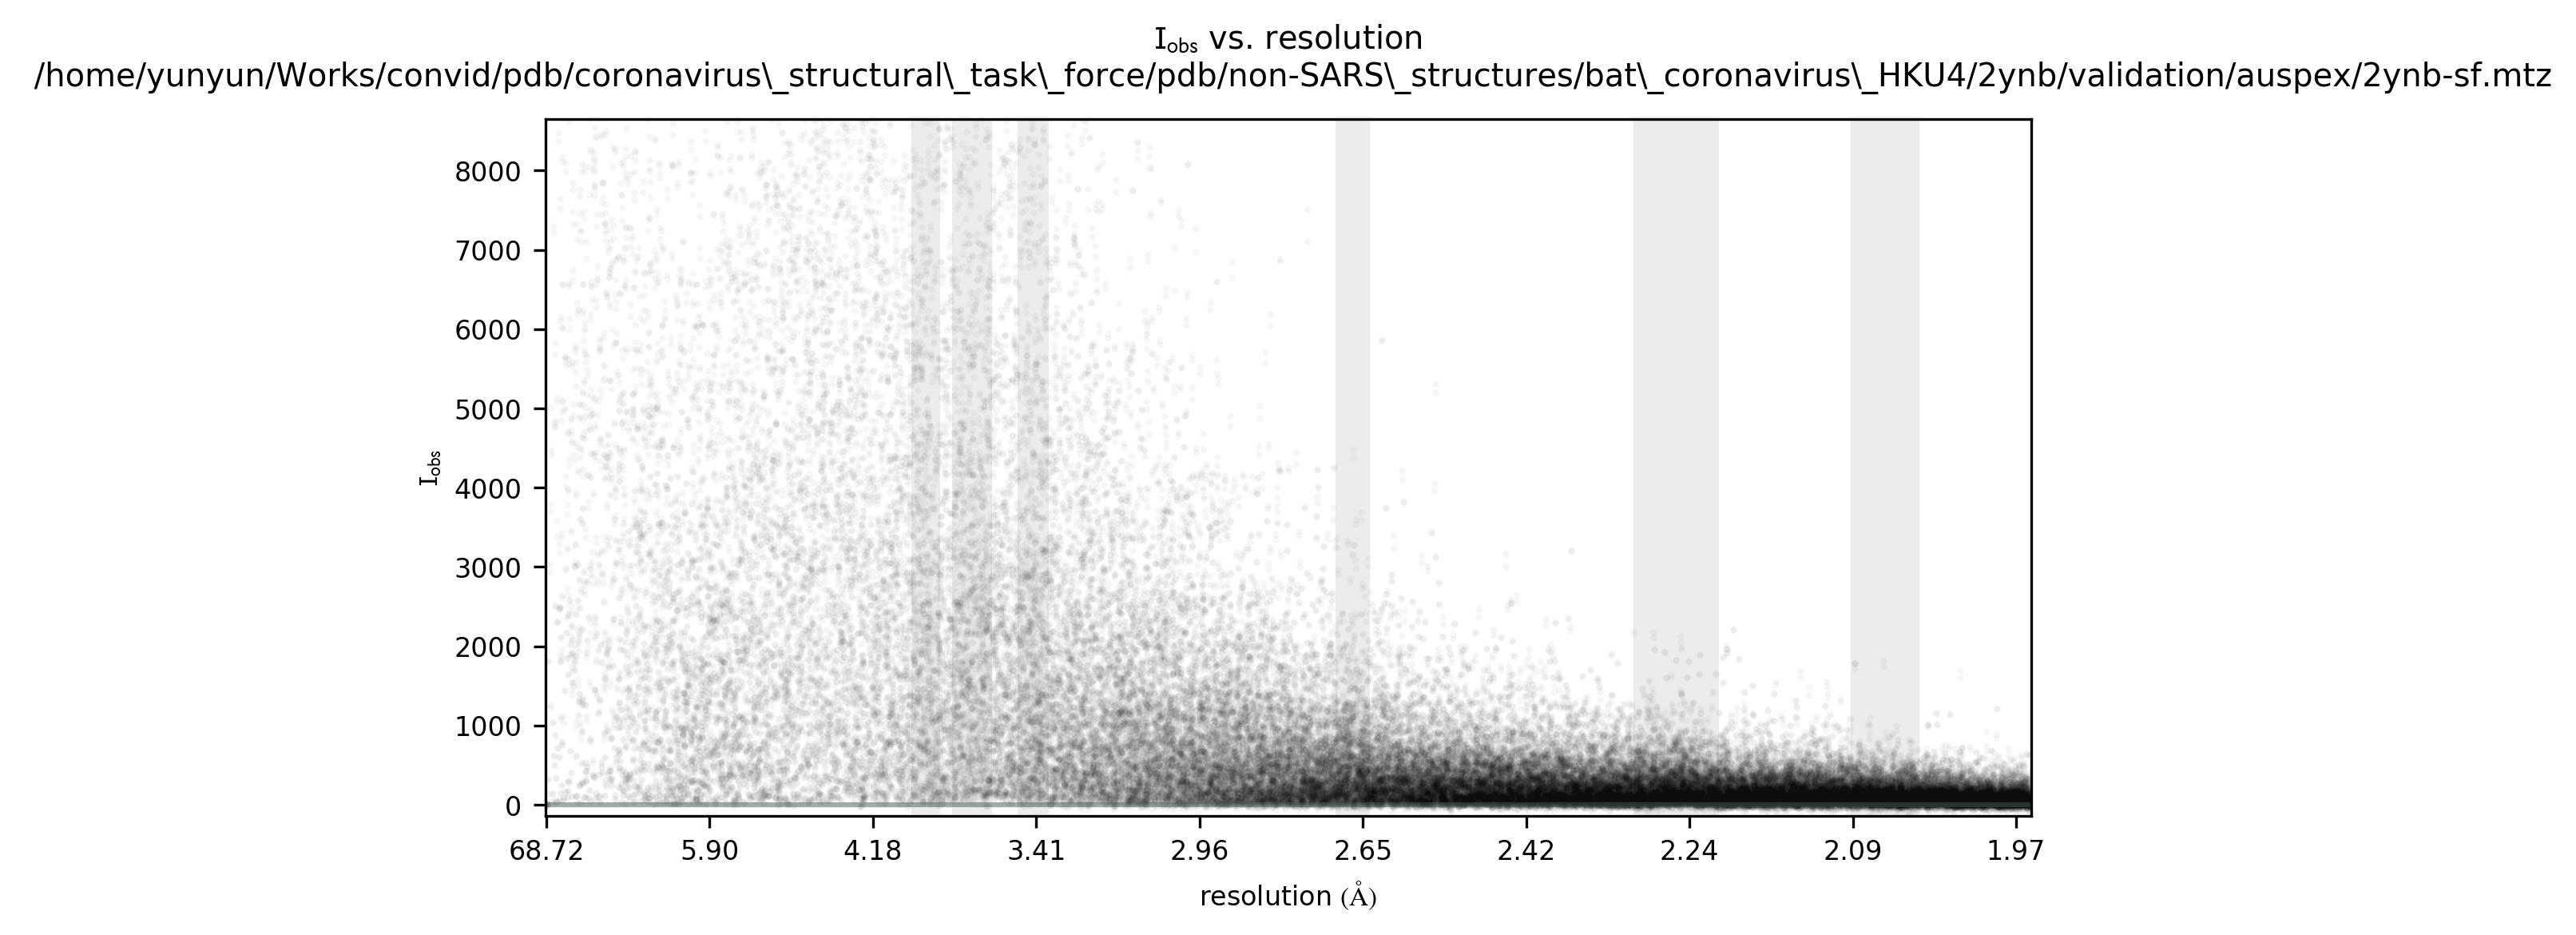 Iobs vs. resolution
/home/yunyun/Works/convid/pdb/coronavirus\_structural\_task\_force/pdb/non-SARS\_structures/bat\_coronavirus\_HKU4/2ynb/validation/auspex/2ynb-sf.mtz
8000
7000
6000
5000
4000
3000
2000
1000
0
Iobs
68.72 5.90 4.18 3.41 2.96 2.65 2.42 2.24 2.09 1.97
resolution (Å)